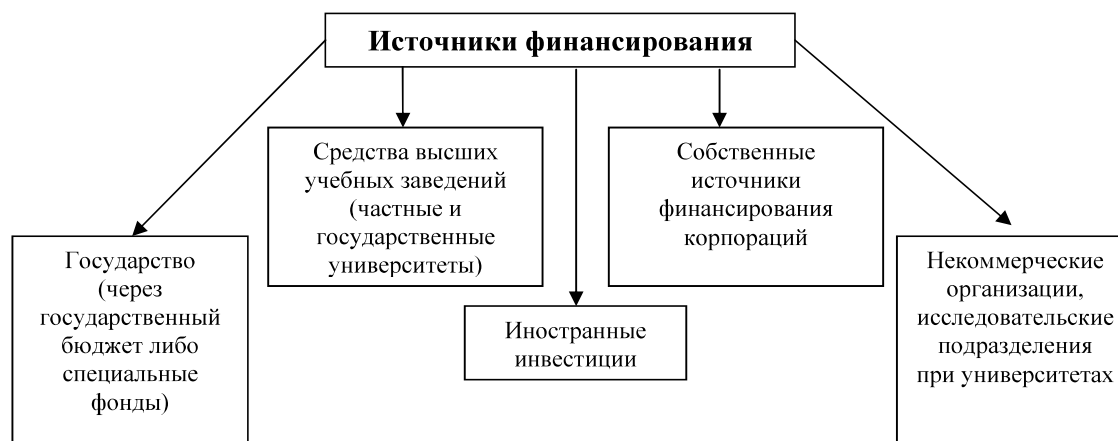 Источники финансирования
Государство
(через
государственный
бюджет либо
специальные
фонды)
Средства высших
учебных заведений
(частные и
государственные
университеты)
Иностранные
инвестиции
Собственные
источники
финансирования
корпораций
Некоммерческие
организации,
исследовательские
подразделения
при университетах